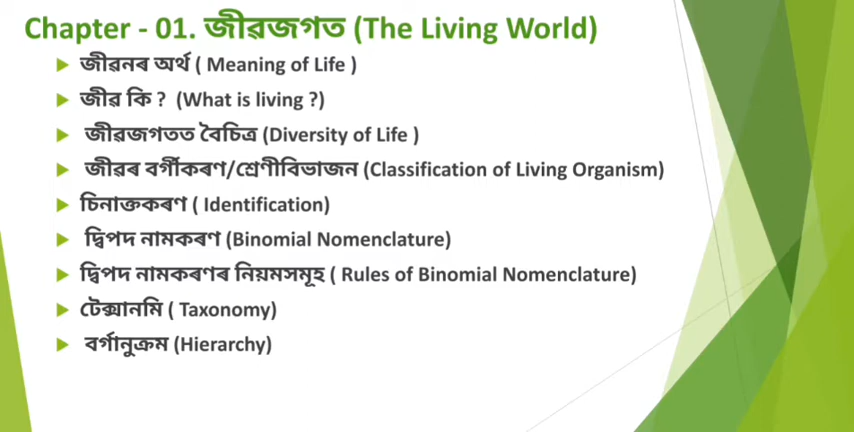 Chapter - 01. জীৱজগত (The Living World)
জীৱনৰ অৰ্থ ( Meaning of Life )
জীৱ কি ? (What is living ?)
জীৱজগতত বৈচিত্ৰ (Diversity of Life )
জীৱৰ বৰ্গীকৰণ/শ্ৰেণীবিভাজন (Classification of Living Organism)
চিনাক্তকৰণ ( Identification)
দ্বিপদ নামকৰণ (Binomial Nomenclature)
দ্বিপদ নামকৰণৰ নিয়মসমূহ ( Rules of Binomial Nomenclature)
টেক্সানমি ( Taxonomy)
বৰ্গানুক্ৰম (Hierarchy)